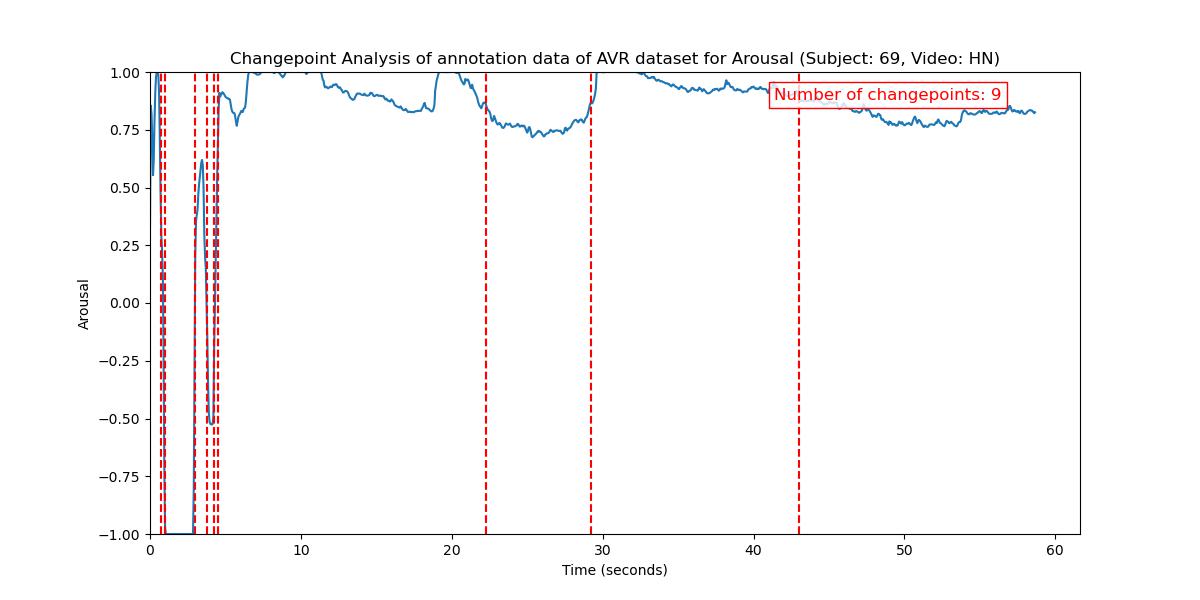 Changepoint Analysis of annotation data of AVR dataset for Arousal (Subject: 69, Video: HN)
Number of changepoints: 9
1.00
0.75
0.50
0.25
0.00
−0.25
−0.50
−0.75
−1.00
Arousal
0 10 20 30 40 50 60
Time (seconds)